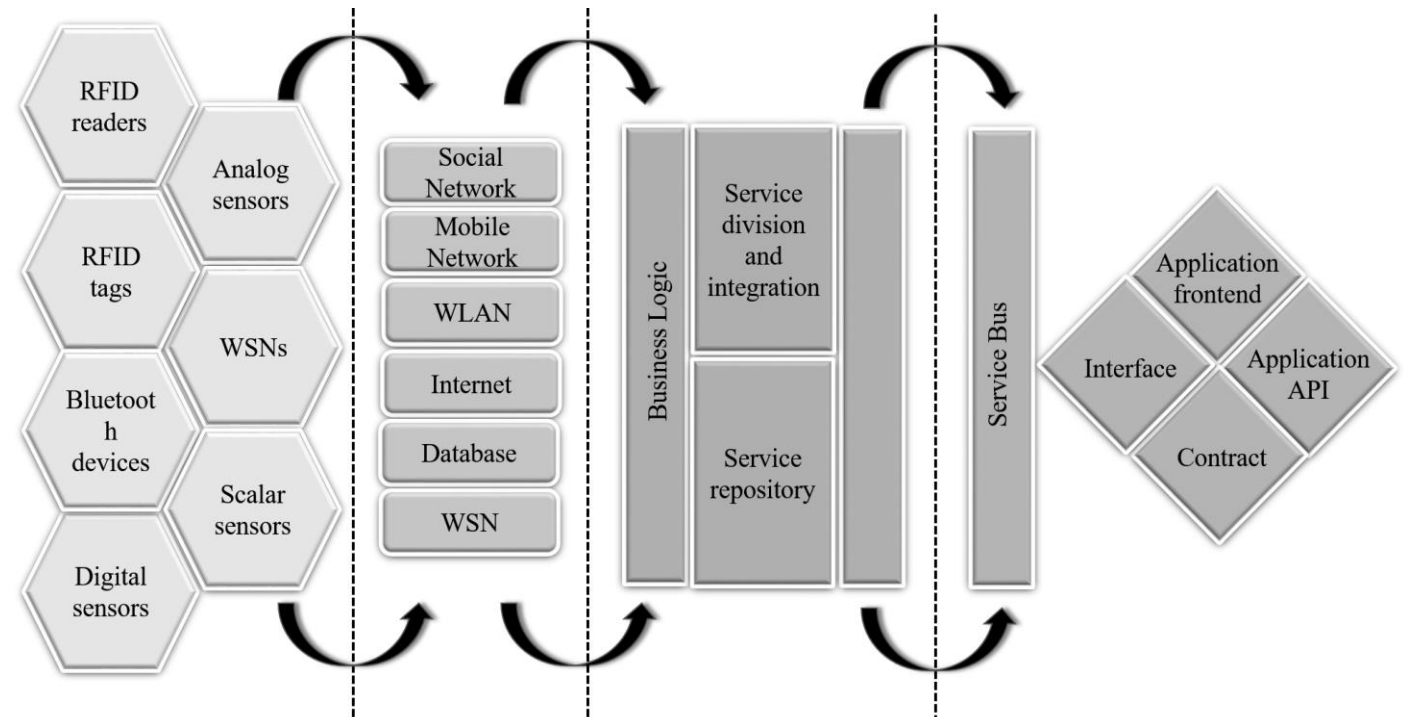 RFID
readers
Analog
sensors
RFID
tags
WSNs
Bluetoot
h
devices
Scalar
sensors
Digital
sensors
Social
Network
Mobile
Network
WLAN
Internet
Database
WSN
Business Logic
Service
division
and
integration
Service
repository
Service Bus
Application
frontend
Interface
Application
API
Contract